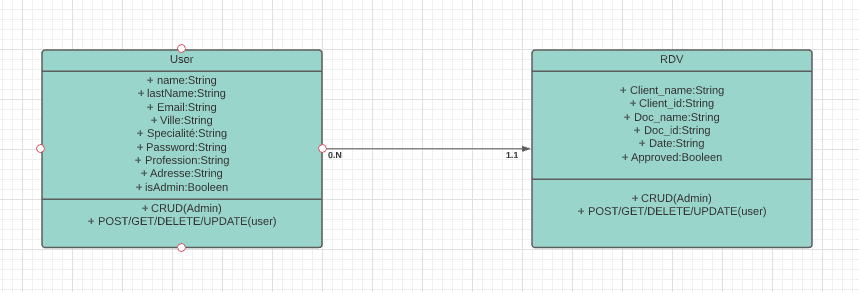 User
+ name:String
+ lastName:String
+ Email:String
+ Ville:String
+ Specialité:String
+ Password:String
+ Profession:String
+ Adresse:String
+ isAdmin:Booleen
+ CRUD(Admin)
+ POST/GET/DELETE/UPDATE(user)
0.N
1.1
RDV
+ Client_name:String
+ Client_id:String
+ Doc_name:String
+ Doc_id:String
+ Date:String
+ Approved:Booleen
+ CRUD(Admin)
+ POST/GET/DELETE/UPDATE(user)